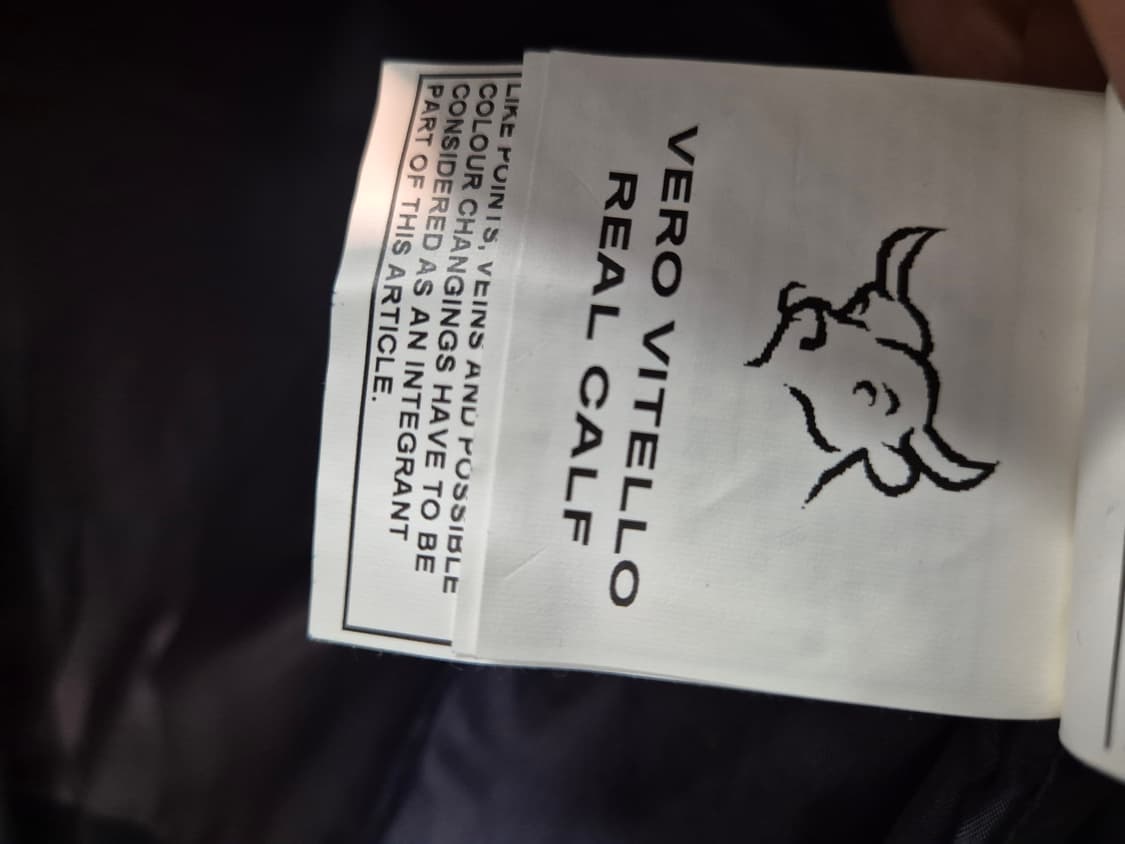 VERO VITELLO
REAL CALF
LIKE POINTS, VEINS AND POSSIBLE
COLOUR CHANGINGS HAVE TO BE
CONSIDERED AS AN INTEGRANT
PART OF THIS ARTICLE.